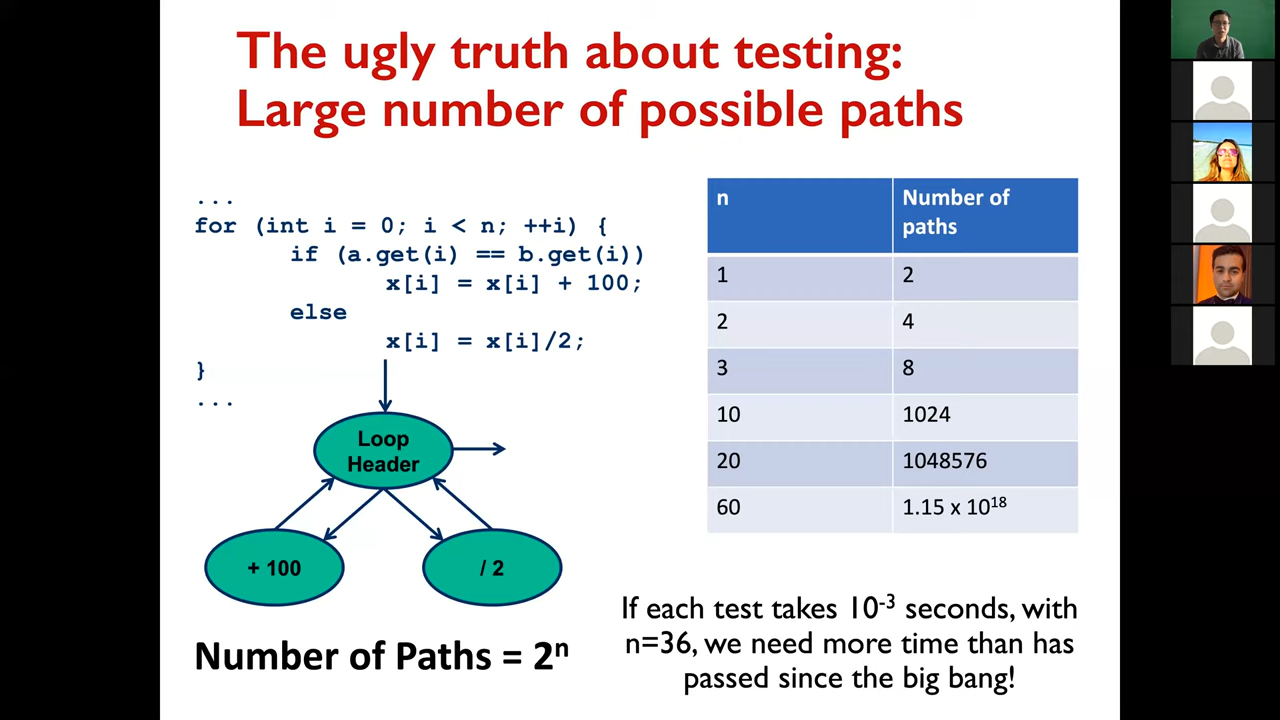 The ugly truth about testing:
Large number of possible paths
...
for (int i = 0; i < n; ++i) {
if (a.get(i) == b.get(i))
x[i] = x[i] + 100;
else
x[i] = x[i]/2;
}
...
Loop
Header
+ 100
/ 2
Number of Paths = 2ⁿ
n Number of paths
1 2
2 4
3 8
10 1024
20 1048576
60 1.15 x 10¹⁸
If each test takes 10⁻³ seconds, with
n=36, we need more time than has
passed since the big bang!